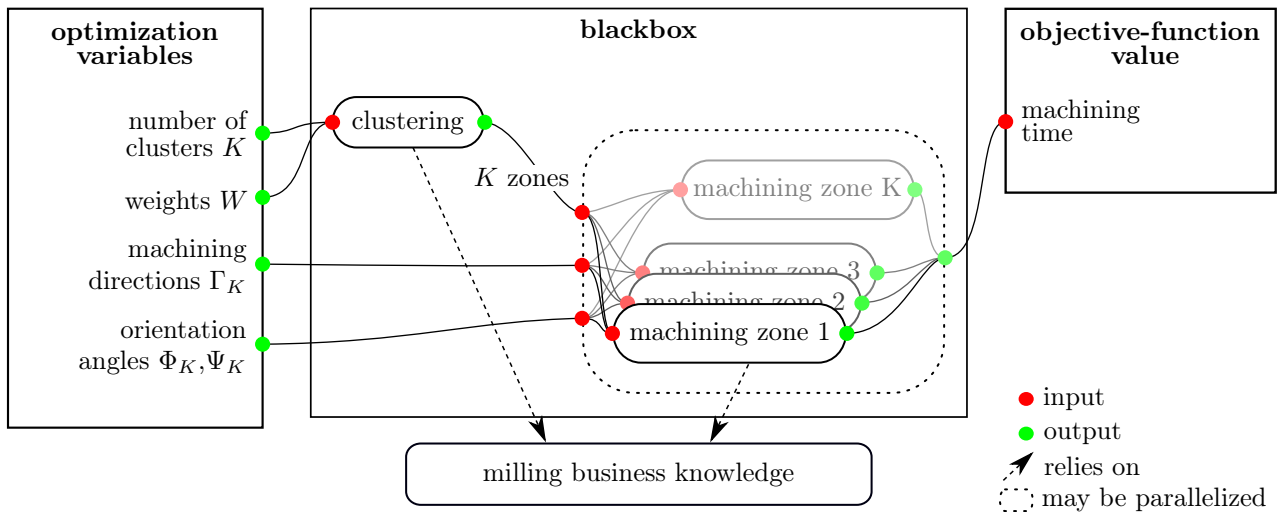 optimization
variables
number of
clusters K
weights W
machining
directions Γ_K
orientation
angles Φ_K,Ψ_K
blackbox
clustering
K zones
machining zone K
machining zone 3
machining zone 2
machining zone 1
milling business knowledge
objective-function
value
machining
time
input
output
relies on
may be parallelized